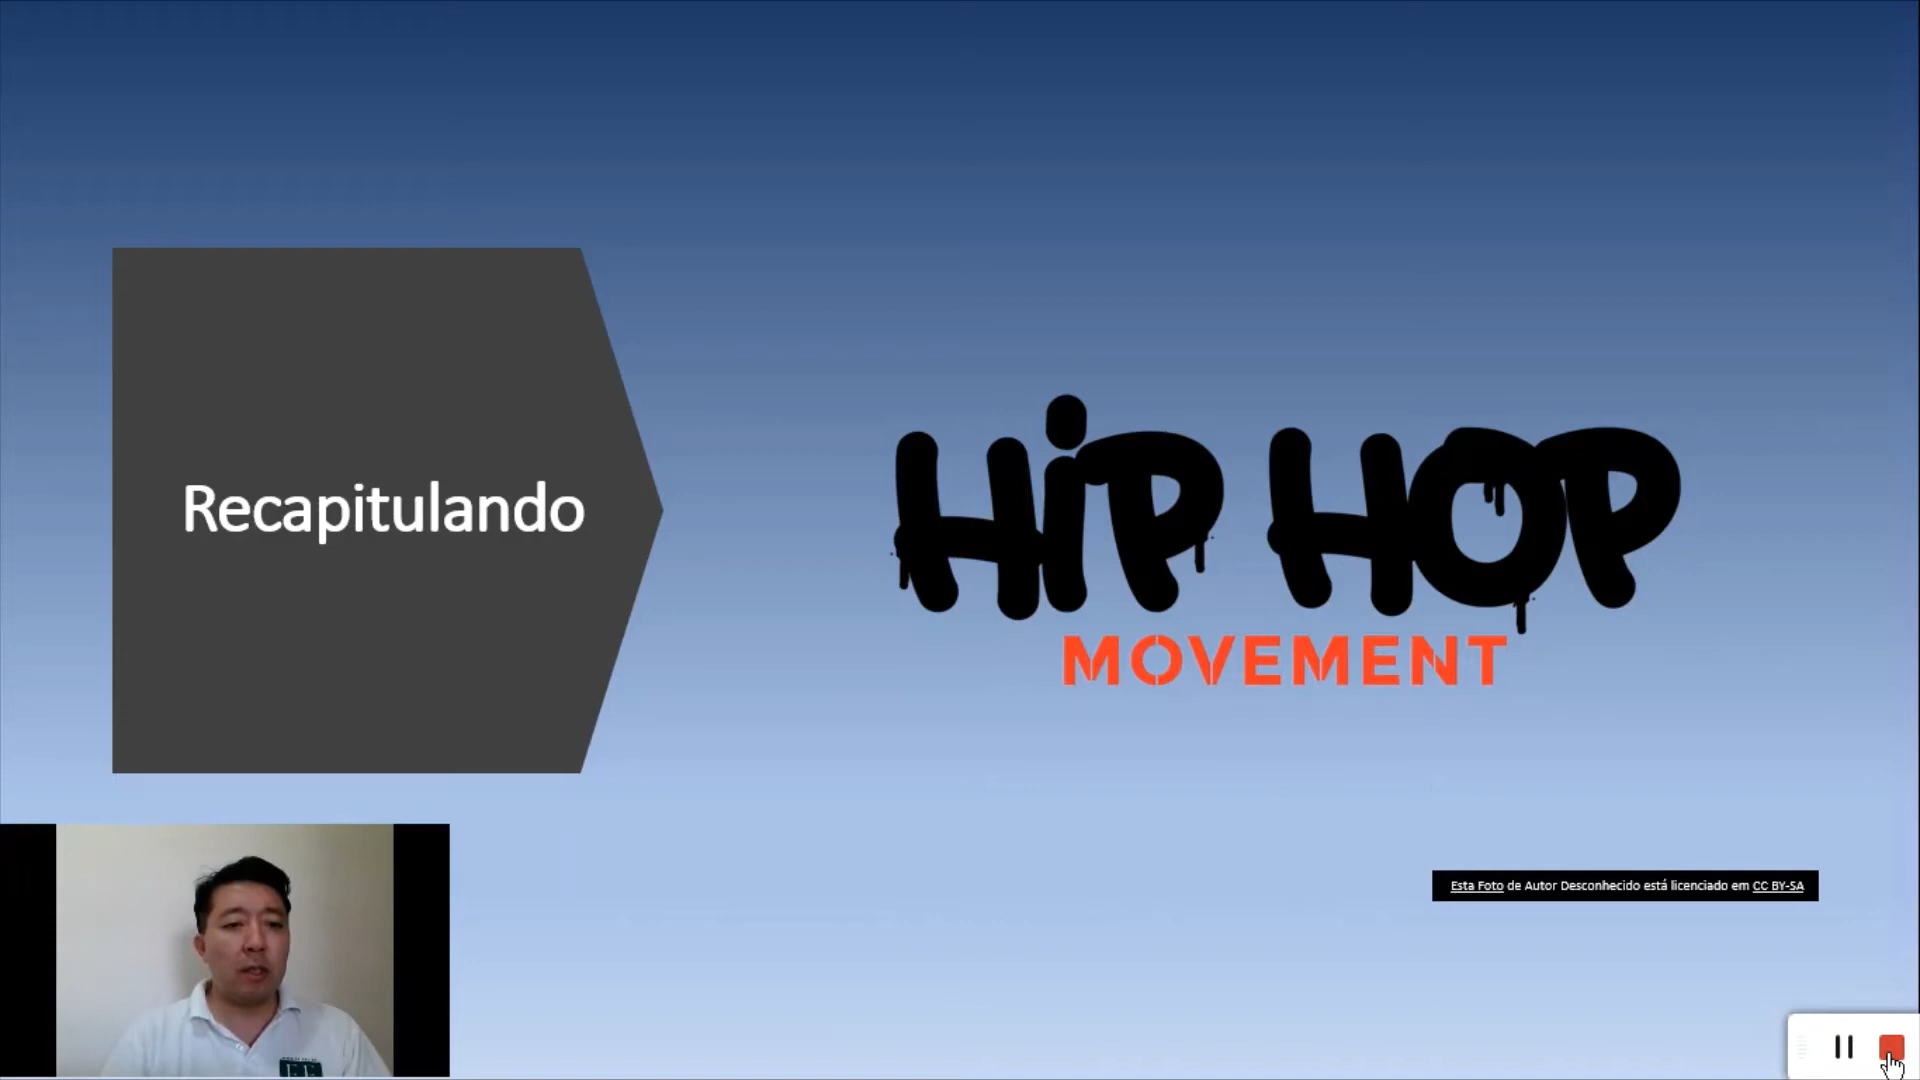 Recapitulando
HiP HOP
MOVEMENT
Esta Foto de Autor Desconhecido está licenciado em CC BY-SA